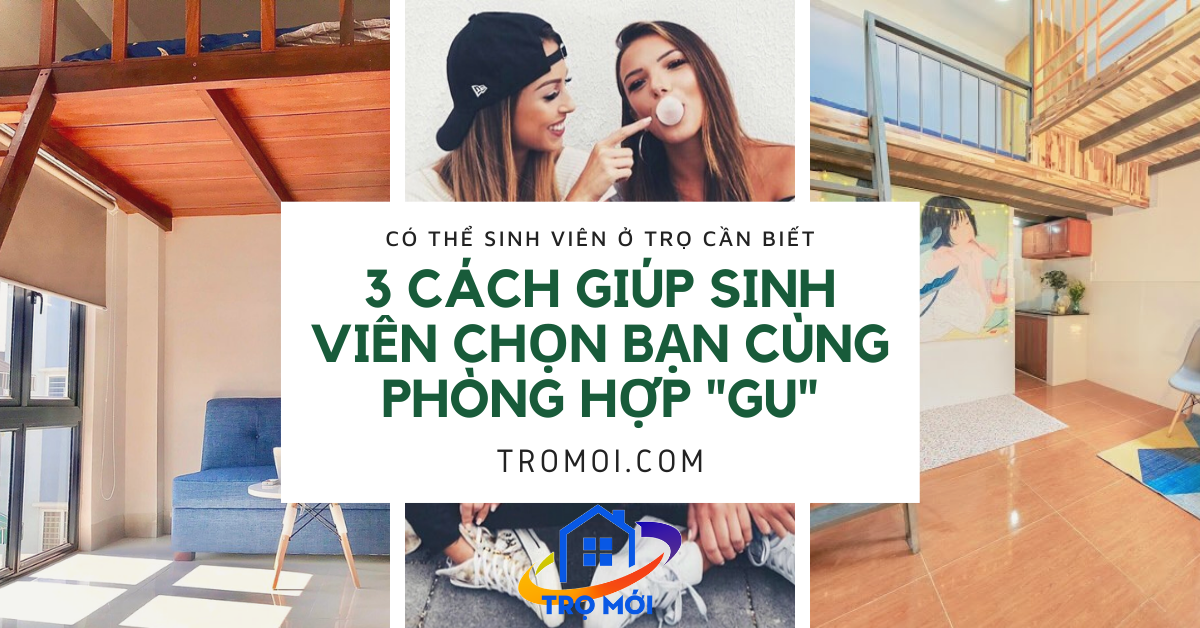 CÓ THỂ SINH VIÊN Ở TRỌ CẦN BIẾT
3 CÁCH GIÚP SINH
VIÊN CHỌN BẠN CÙNG
PHÒNG HỢP "GU"
TROMOI.COM
TRỌ MỚI